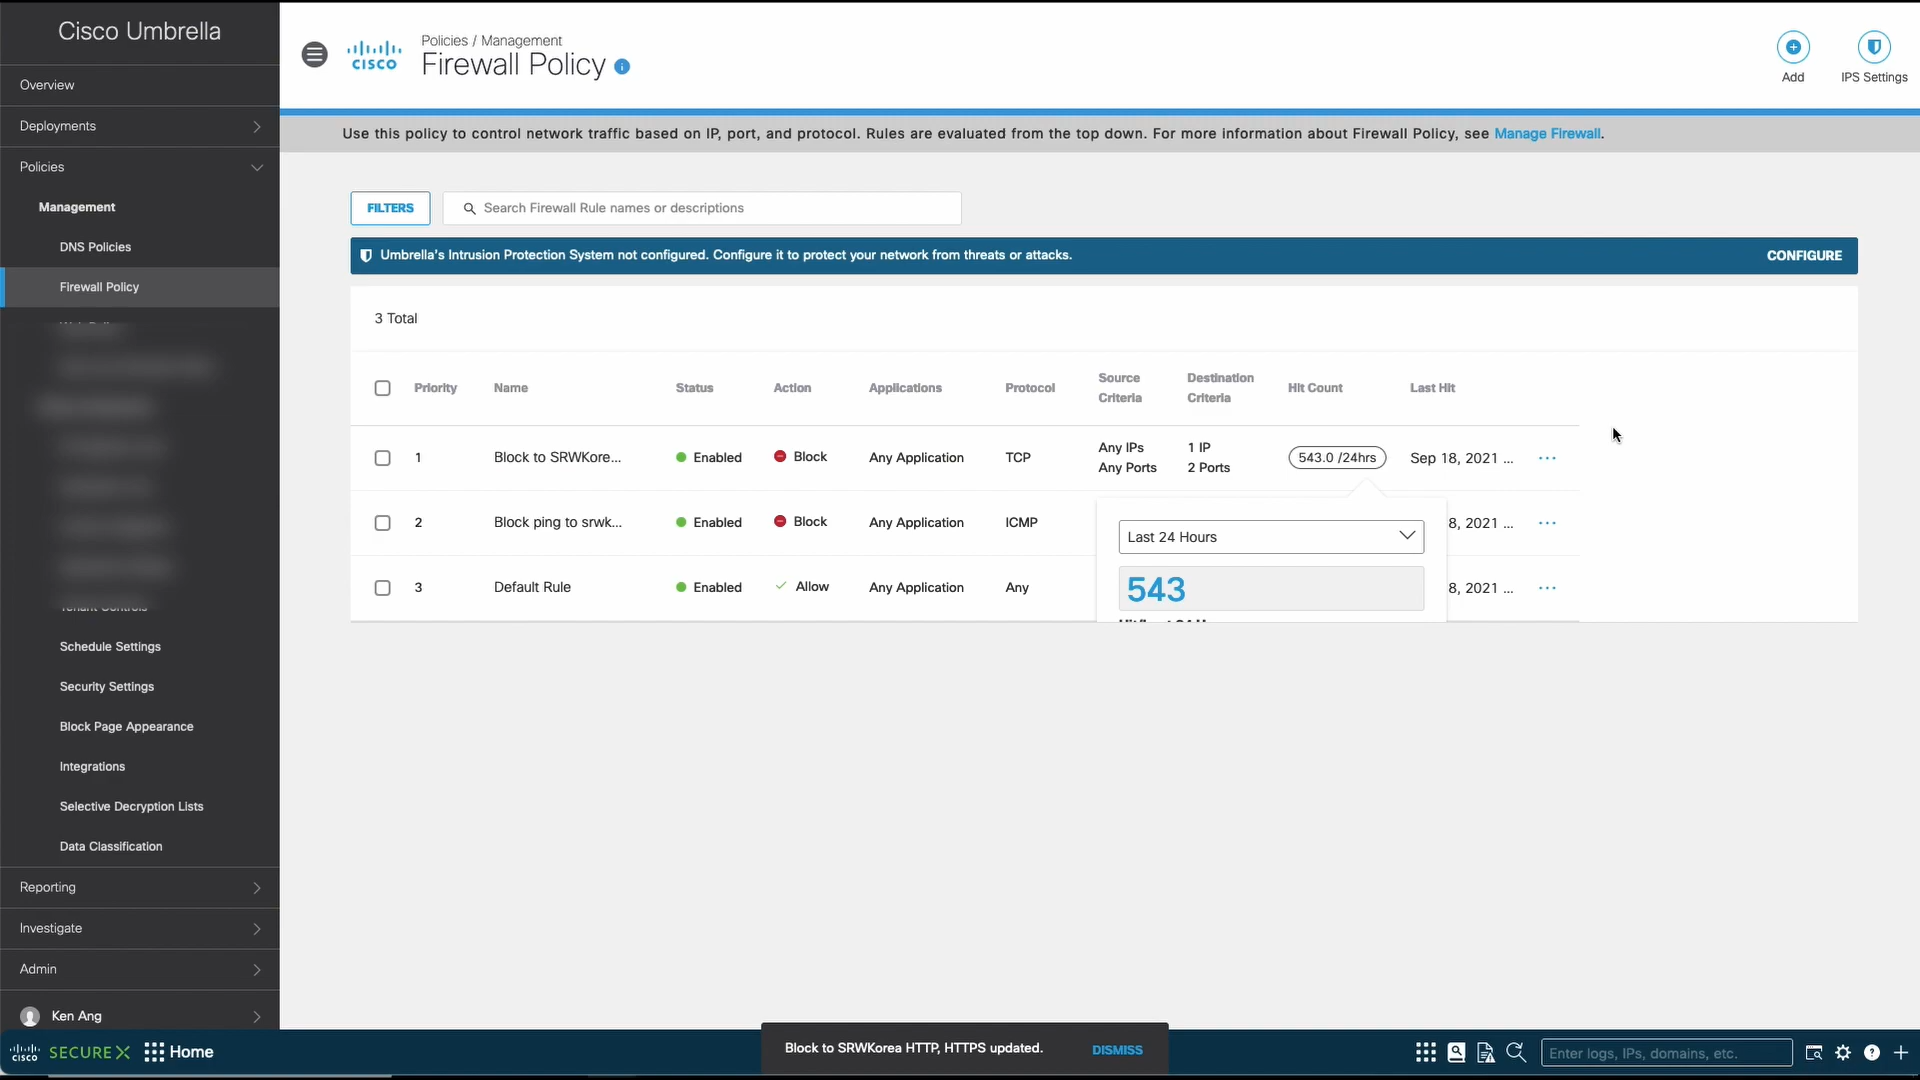 Cisco Umbrella
Overview
Deployments
Policies
Management
DNS Policies
Firewall Policy
Schedule Settings
Security Settings
Block Page Appearance
Integrations
Selective Decryption Lists
Data Classification
Reporting
Investigate
Admin
Ken Ang
CISCO
Policies / Management
Firewall Policy
Add
IPS Settings
Use this policy to control network traffic based on IP, port, and protocol. Rules are evaluated from the top down. For more information about Firewall Policy, see Manage Firewall.
FILTERS
Search Firewall Rule names or descriptions
Umbrella's Intrusion Protection System not configured. Configure it to protect your network from threats or attacks. CONFIGURE
3 Total
Priority Name Status Action Applications Protocol Source Criteria Destination Criteria Hit Count Last Hit
1 Block to SRWKore... Enabled Block Any Application TCP Any IPs Any Ports 1 IP 2 Ports 543.0 /24hrs Sep 18, 2021 ...
2 Block ping to srwk... Enabled Block Any Application ICMP 8, 2021 ...
Last 24 Hours
3 Default Rule Enabled Allow Any Application Any 8, 2021 ...
543
CISCO SECUREX Home
Block to SRWKorea HTTP, HTTPS updated. DISMISS
Enter logs, IPs, domains, etc.